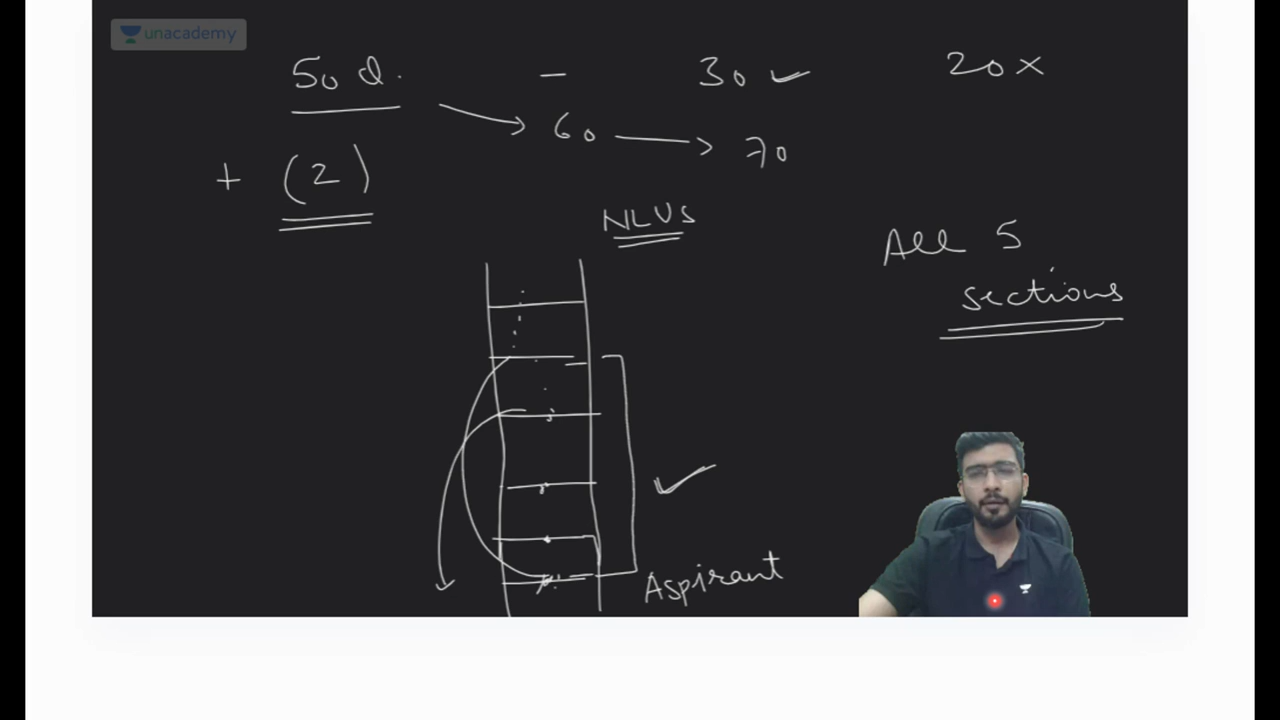 unacademy
50 d. - 30 ✓ 20 x
→ 60 → 70
+ (2)
NLUS
All 5
sections
Aspirant